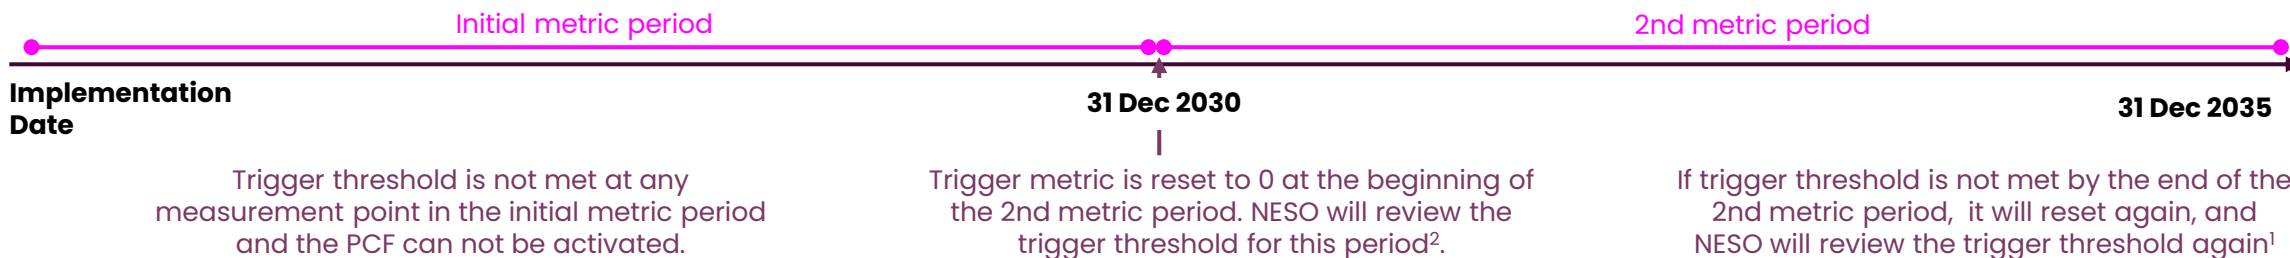 Initial metric period
2nd metric period
Implementation
Date
31 Dec 2030
31 Dec 2035
Trigger threshold is not met at any
measurement point in the initial metric period
and the PCF can not be activated.
Trigger metric is reset to 0 at the beginning of
the 2nd metric period. NESO will review the
trigger threshold for this period².
If trigger threshold is not met by the end of the
2nd metric period, it will reset again, and
NESO will review the trigger threshold again¹